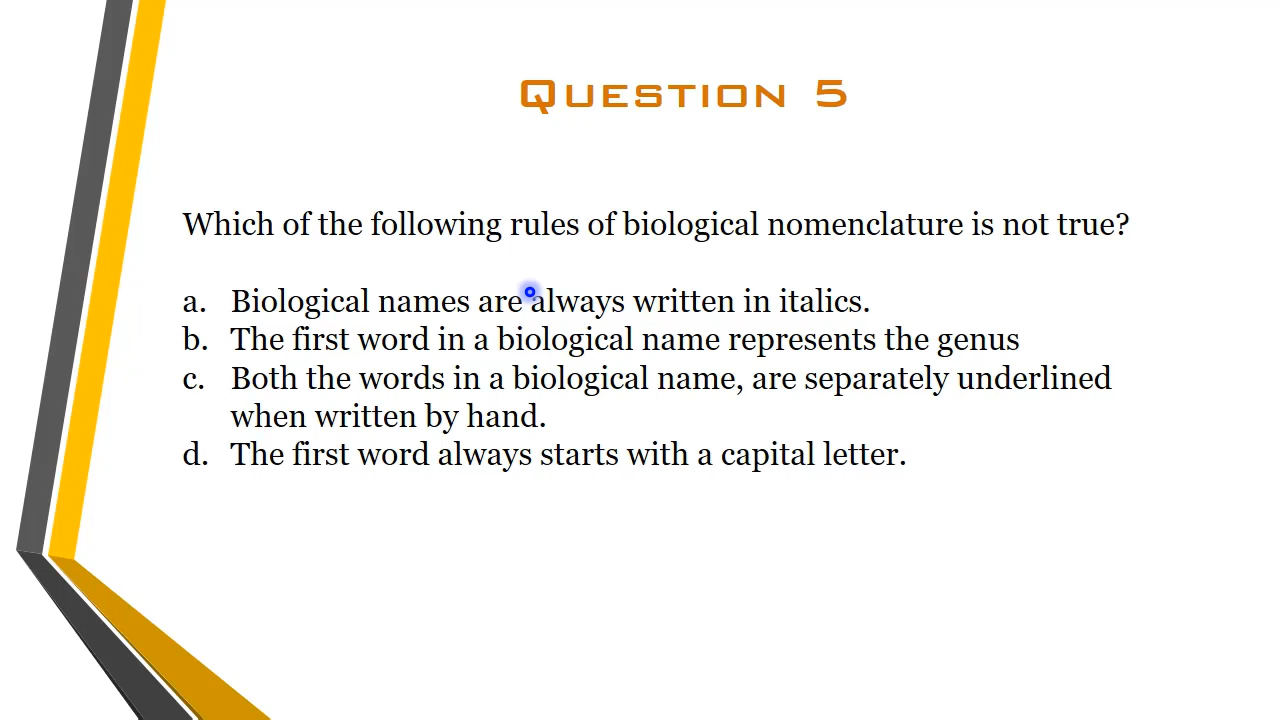 Question 5
Which of the following rules of biological nomenclature is not true?
a. Biological names are always written in italics.
b. The first word in a biological name represents the genus
c. Both the words in a biological name, are separately underlined
when written by hand.
d. The first word always starts with a capital letter.